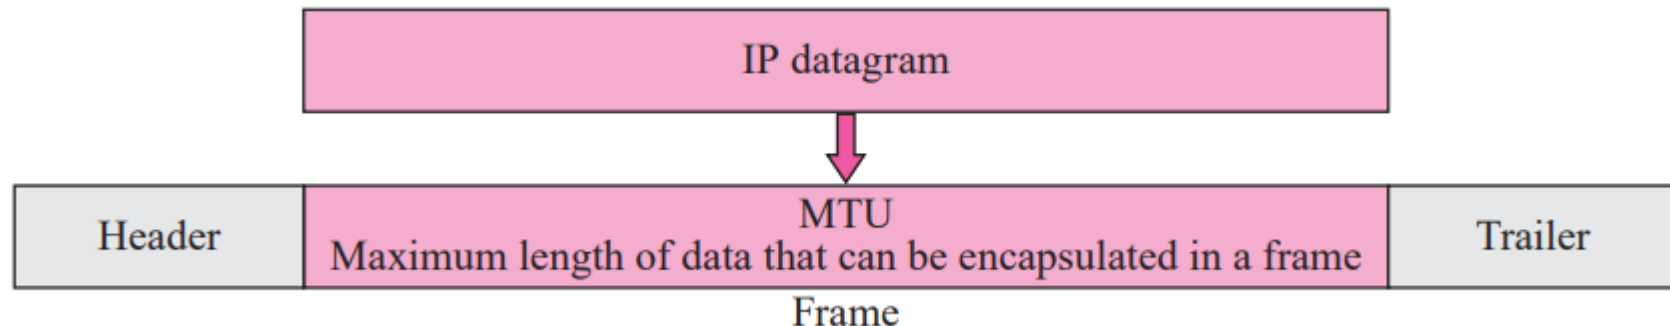 IP datagram
Header
MTU
Maximum length of data that can be encapsulated in a frame
Trailer
Frame